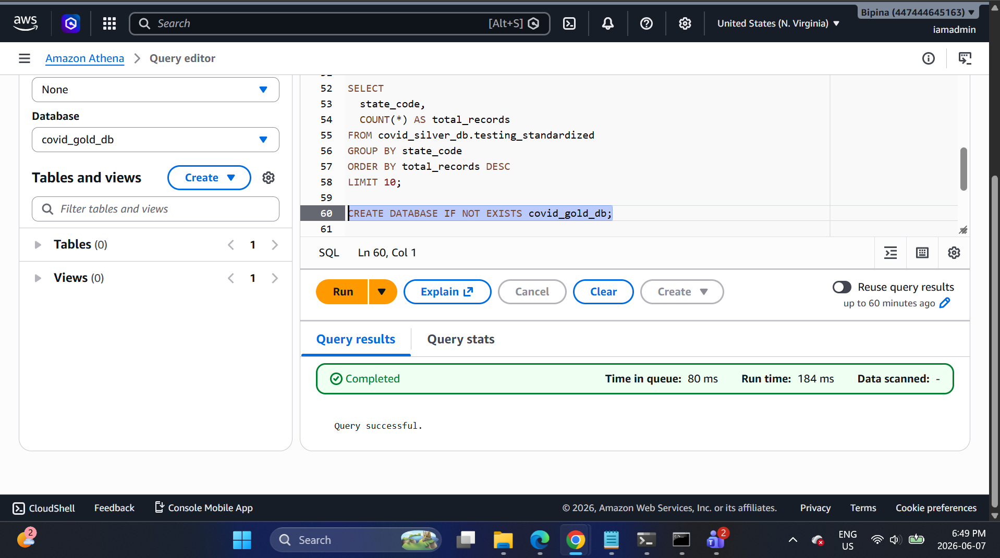 aws
Search
[Alt+S]
United States (N. Virginia)
Bipina (447444645163)
iamadmin
Amazon Athena
Query editor
None
Database
covid_gold_db
Tables and views
Create
Filter tables and views
Tables (0)
1
Views (0)
1
52 SELECT
53 state_code,
54 COUNT(*) AS total_records
55 FROM covid_silver_db.testing_standardized
56 GROUP BY state_code
57 ORDER BY total_records DESC
58 LIMIT 10;
59
60 CREATE DATABASE IF NOT EXISTS covid_gold_db;
61
SQL
Ln 60, Col 1
Run
Explain
Cancel
Clear
Create
Reuse query results
up to 60 minutes ago
Query results
Query stats
Completed
Time in queue: 80 ms
Run time: 184 ms
Data scanned: -
Query successful.
CloudShell
Feedback
Console Mobile App
© 2026, Amazon Web Services, Inc. or its affiliates.
Privacy
Terms
Cookie preferences
2
Search
2
ENG
US
6:49 PM
2026-06-07